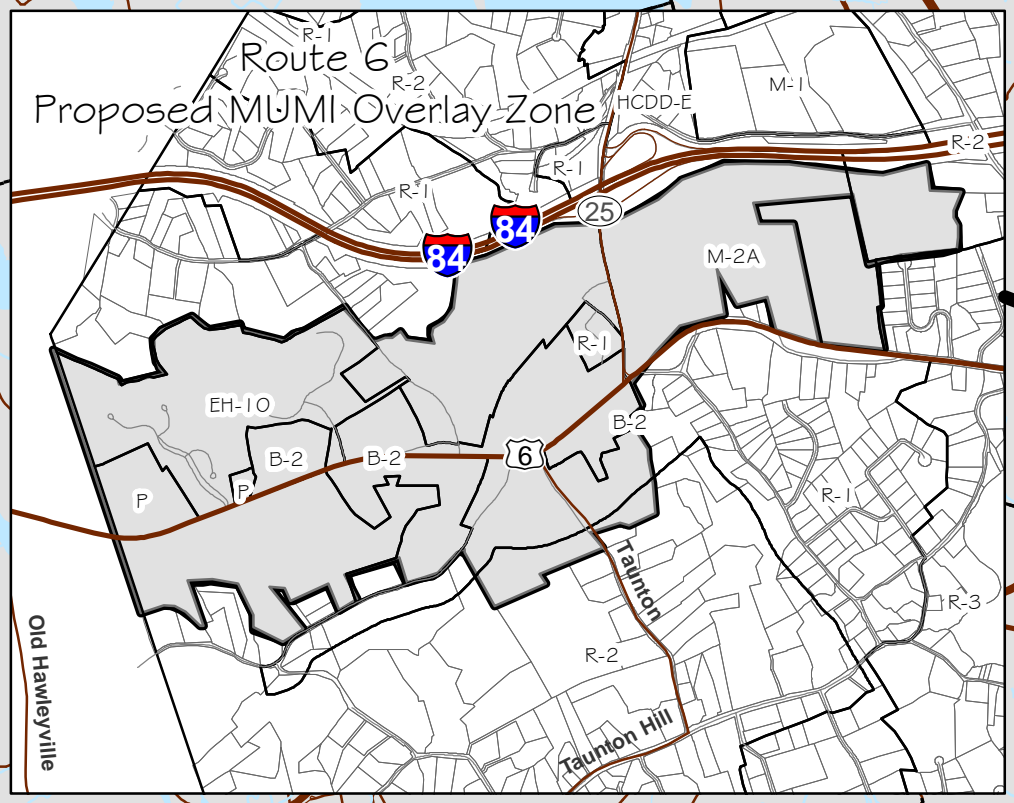 R-1
Route 6
R-2
M-1
HCDD-E
Proposed MUMI Overlay Zone
R-2
R-1
R-1
25
84
84
M-2A
R-1
EH-10
B-2
B-2
B-2
6
P
P
R-1
Taunton
R-3
Old Hawleyville
R-2
Taunton Hill